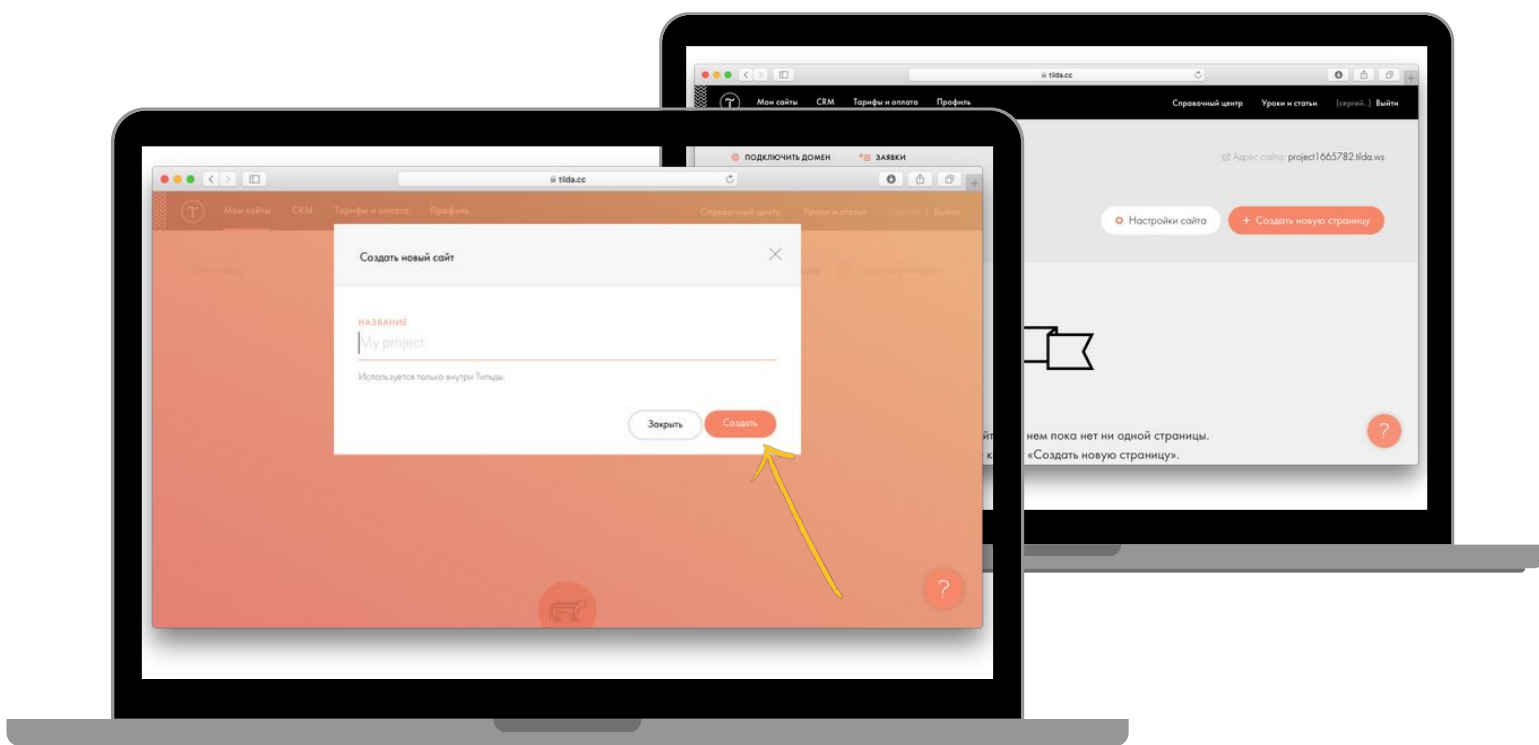 tilda.cc
Мои сайты CRM Тарифы и оплата Профиль
Справочный центр Уроки и статьи (сергей..) Выйти
ПОДКЛЮЧИТЬ ДОМЕН ЗАЯВКИ
Адрес сайта: project1665782.tilda.ws
Настройки сайта + Создать новую страницу
нем пока нет ни одной страницы.
«Создать новую страницу».
?
tilda.cc
Мои сайты CRM Тарифы и оплата Профиль
Справочный центр Уроки и статьи Выйти
Создать новый сайт
НАЗВАНИЕ
My project
Используется только внутри Тильды.
Закрыть Создать
?